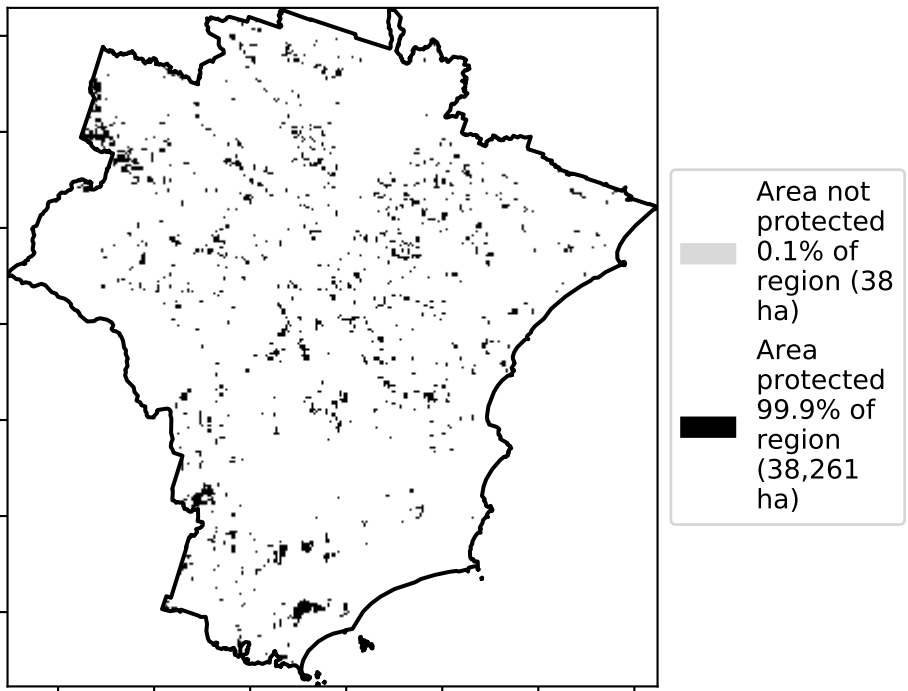 Area not
protected
0.1% of
region (38
ha)
Area
protected
99.9% of
region
(38,261
ha)